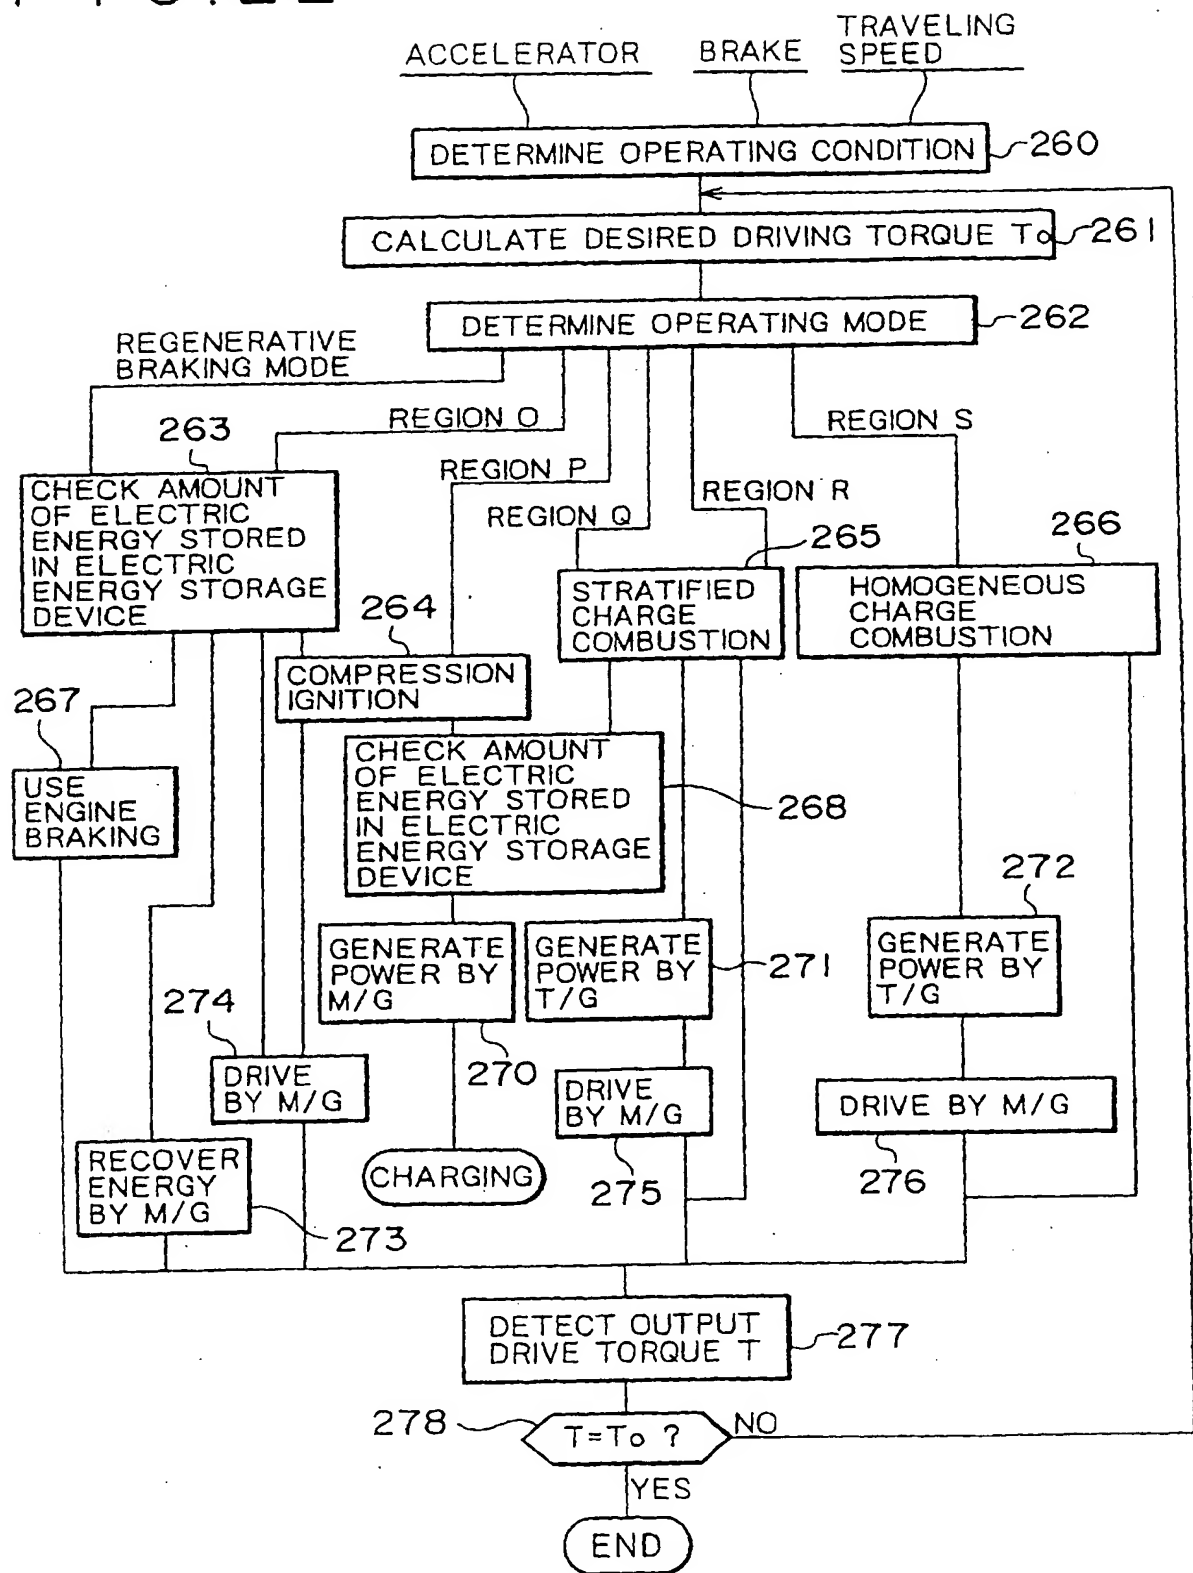 ACCELERATOR
BRAKE
TRAVELING
SPEED
DETERMINE OPERATING CONDITION
260
CALCULATE DESIRED DRIVING TORQUE To
261
DETERMINE OPERATING MODE
262
REGENERATIVE
BRAKING MODE
REGION O
REGION P
REGION Q
REGION R
REGION S
263
CHECK AMOUNT
OF ELECTRIC
ENERGY STORED
IN ELECTRIC
ENERGY STORAGE
DEVICE
264
COMPRESSION
IGNITION
265
STRATIFIED
CHARGE
COMBUSTION
266
HOMOGENEOUS
CHARGE
COMBUSTION
267
USE
ENGINE
BRAKING
CHECK AMOUNT
OF ELECTRIC
ENERGY STORED
IN ELECTRIC
ENERGY STORAGE
DEVICE
268
GENERATE
POWER BY
M/G
270
GENERATE
POWER BY
T/G
271
272
GENERATE
POWER BY
T/G
274
DRIVE
BY M/G
DRIVE
BY M/G
275
DRIVE BY M/G
276
RECOVER
ENERGY
BY M/G
273
CHARGING
DETECT OUTPUT
DRIVE TORQUE T
277
278
T=To ?
NO
YES
END